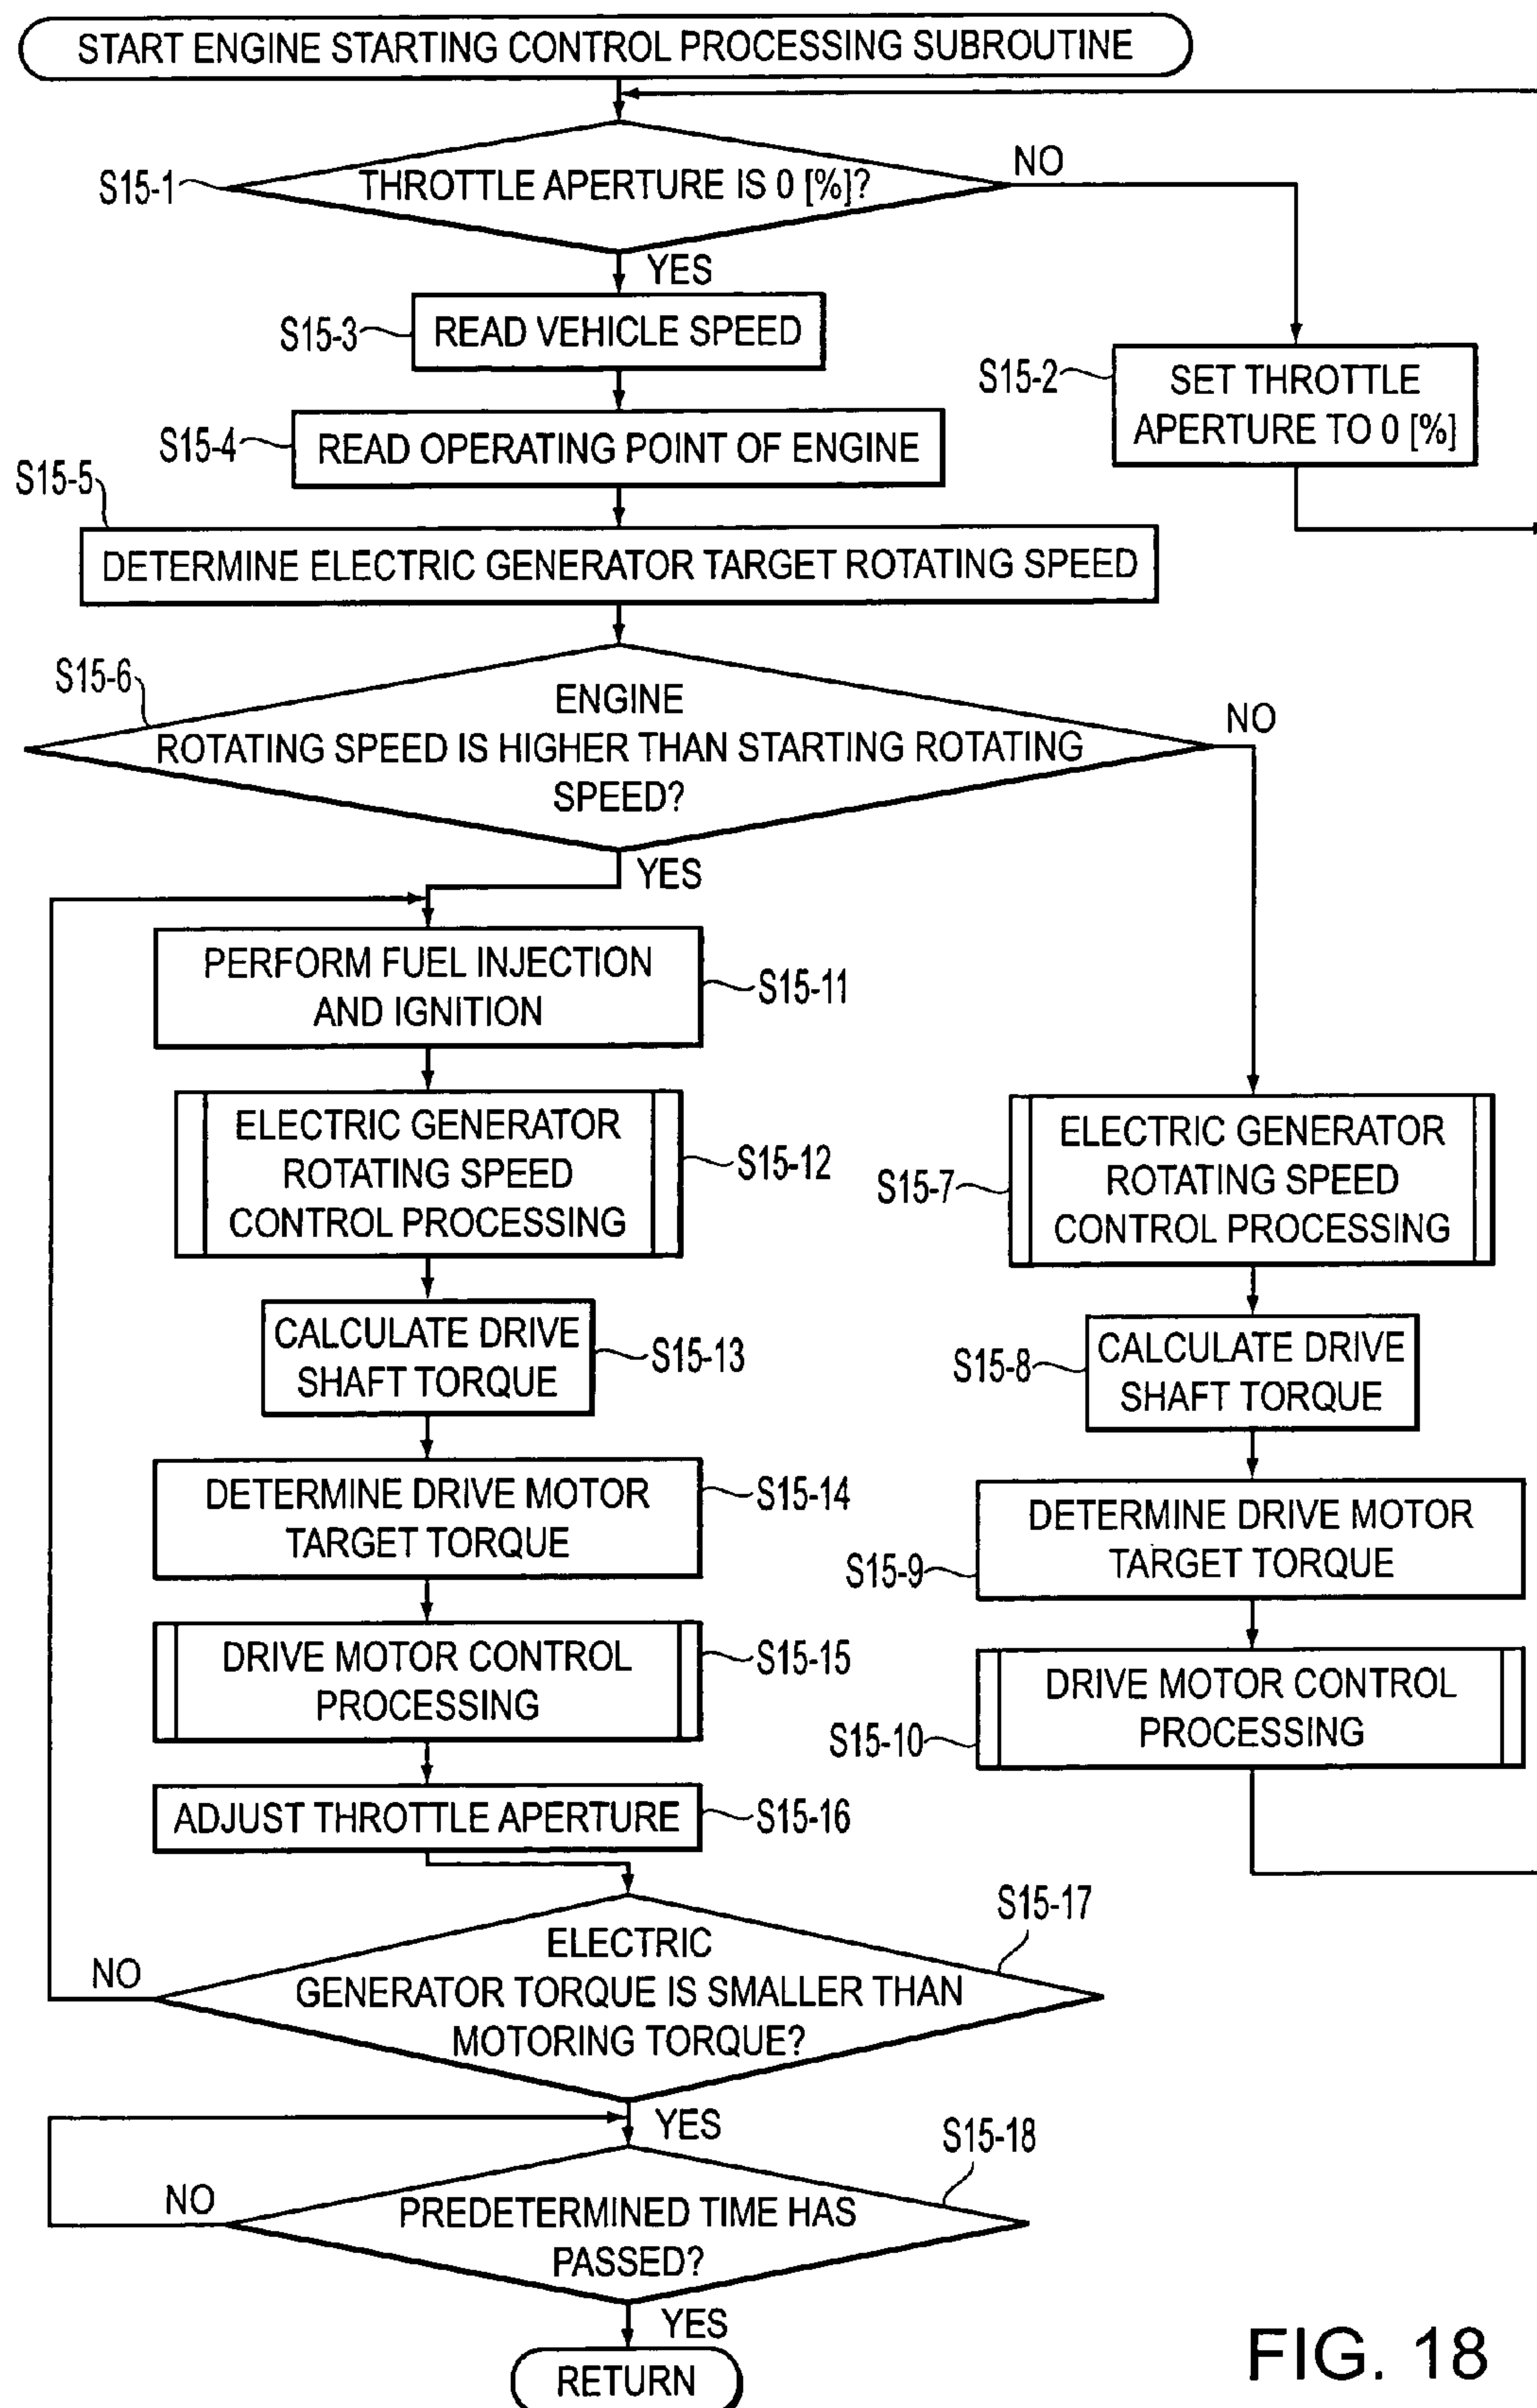 START ENGINE STARTING CONTROL PROCESSING SUBROUTINE
S15-1
THROTTLE APERTURE IS 0 [%]?
NO
YES
S15-3
READ VEHICLE SPEED
S15-2
SET THROTTLE
APERTURE TO 0 [%]
S15-4
READ OPERATING POINT OF ENGINE
S15-5
DETERMINE ELECTRIC GENERATOR TARGET ROTATING SPEED
S15-6
ENGINE
ROTATING SPEED IS HIGHER THAN STARTING ROTATING
SPEED?
NO
YES
PERFORM FUEL INJECTION
AND IGNITION
S15-11
ELECTRIC GENERATOR
ROTATING SPEED
CONTROL PROCESSING
S15-12
S15-7
ELECTRIC GENERATOR
ROTATING SPEED
CONTROL PROCESSING
CALCULATE DRIVE
SHAFT TORQUE
S15-13
S15-8
CALCULATE DRIVE
SHAFT TORQUE
DETERMINE DRIVE MOTOR
TARGET TORQUE
S15-14
S15-9
DETERMINE DRIVE MOTOR
TARGET TORQUE
DRIVE MOTOR CONTROL
PROCESSING
S15-15
S15-10
DRIVE MOTOR CONTROL
PROCESSING
ADJUST THROTTLE APERTURE
S15-16
S15-17
ELECTRIC
GENERATOR TORQUE IS SMALLER THAN
MOTORING TORQUE?
NO
YES
S15-18
NO
PREDETERMINED TIME HAS
PASSED?
YES
RETURN
FIG. 18